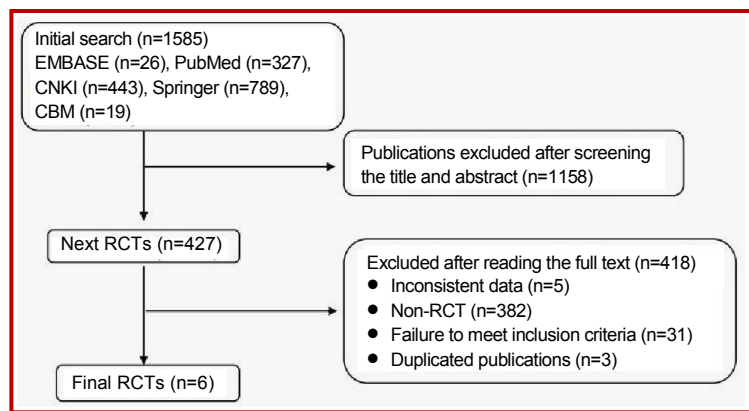 Initial search (n=1585)
EMBASE (n=26), PubMed (n=327),
CNKI (n=443), Springer (n=789),
CBM (n=19)
Publications excluded after screening
the title and abstract (n=1158)
Next RCTs (n=427)
Excluded after reading the full text (n=418)
● Inconsistent data (n=5)
● Non-RCT (n=382)
● Failure to meet inclusion criteria (n=31)
● Duplicated publications (n=3)
Final RCTs (n=6)